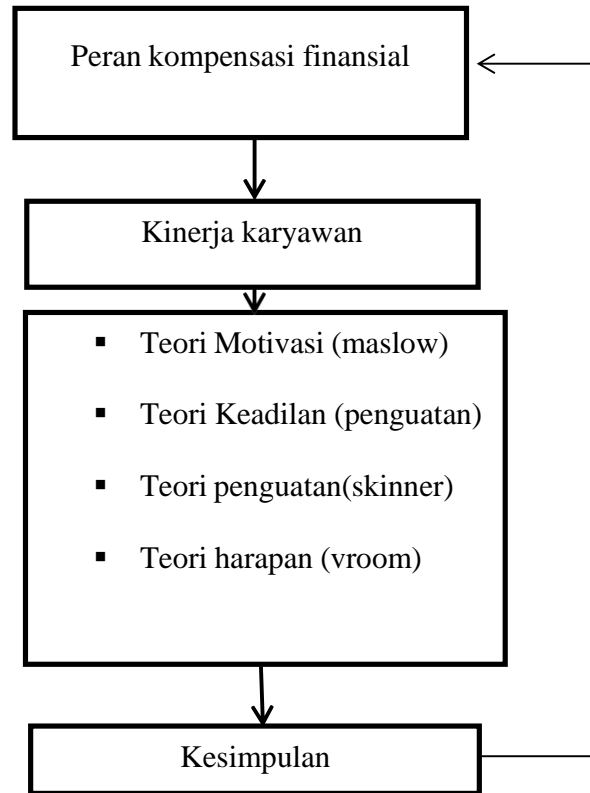 Peran kompensasi finansial
Kinerja karyawan
▪ Teori Motivasi (maslow)
▪ Teori Keadilan (penguatan)
▪ Teori penguatan(skinner)
▪ Teori harapan (vroom)
Kesimpulan